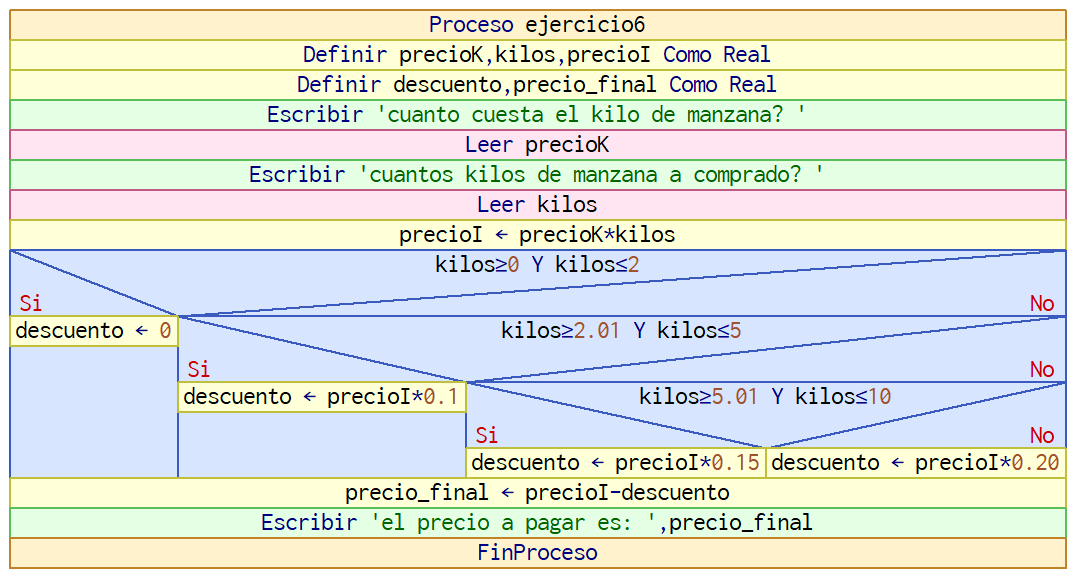 Proceso ejercicio6
Definir precioK,kilos,precioI Como Real
Definir descuento,precio_final Como Real
Escribir 'cuanto cuesta el kilo de manzana? '
Leer precioK
Escribir 'cuantos kilos de manzana a comprado? '
Leer kilos
precioI ← precioK*kilos
kilos≥0 Y kilos≤2
Si No
descuento ← 0
kilos≥2.01 Y kilos≤5
Si No
descuento ← precioI*0.1
kilos≥5.01 Y kilos≤10
Si No
descuento ← precioI*0.15 descuento ← precioI*0.20
precio_final ← precioI-descuento
Escribir 'el precio a pagar es: ',precio_final
FinProceso